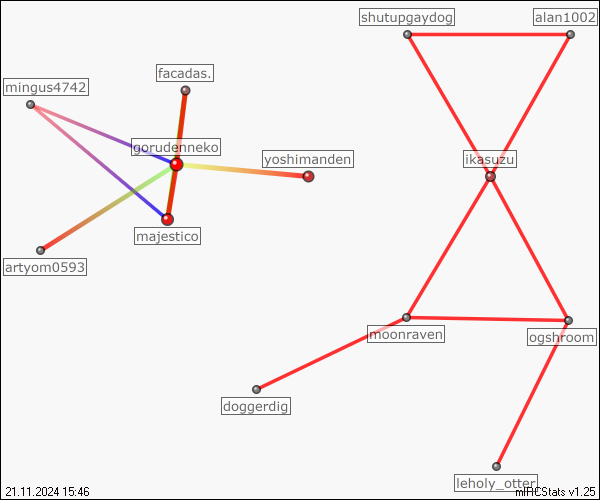 shutupgaydog
alan1002
facadas.
mingus4742
gorudenneko
yoshimanden
ikasuzu
majestico
artyom0593
moonraven
ogshroom
doggerdig
leholy_otter
21.11.2024 15:46
mIRCStats v1.25